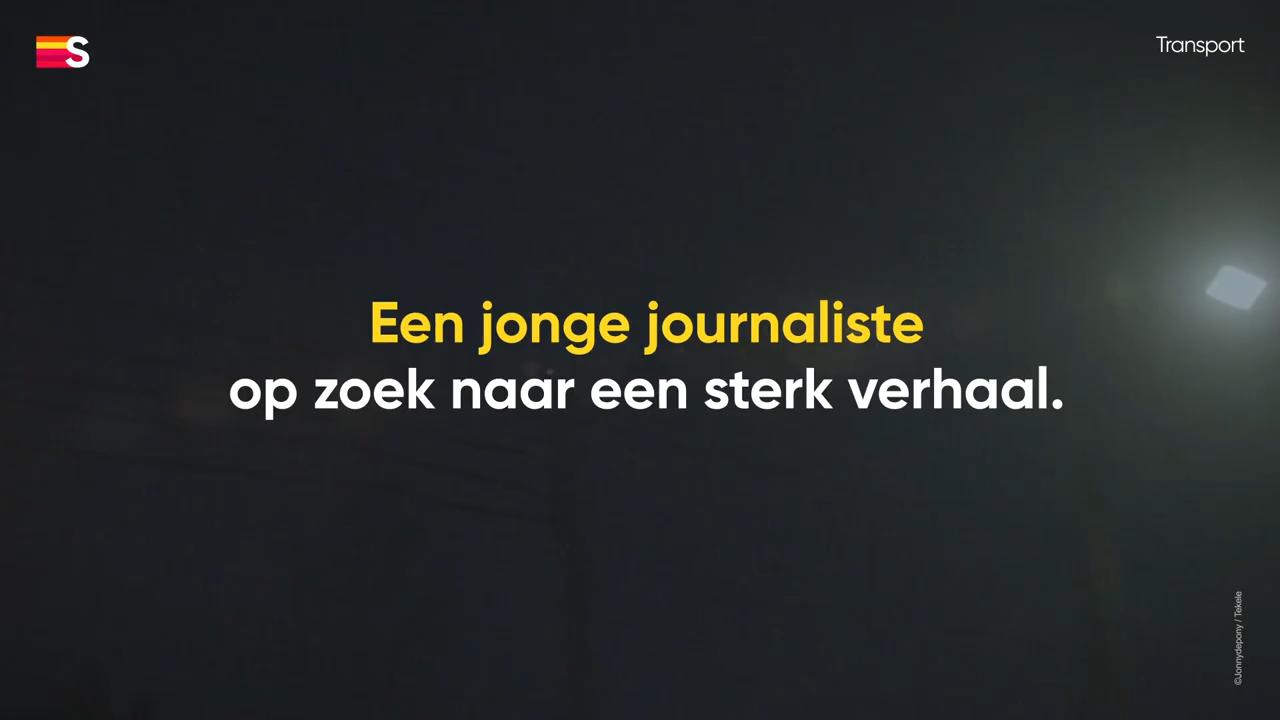 S
Transport
Een jonge journaliste
op zoek naar een sterk verhaal.
©Jonnydepony / Tekele